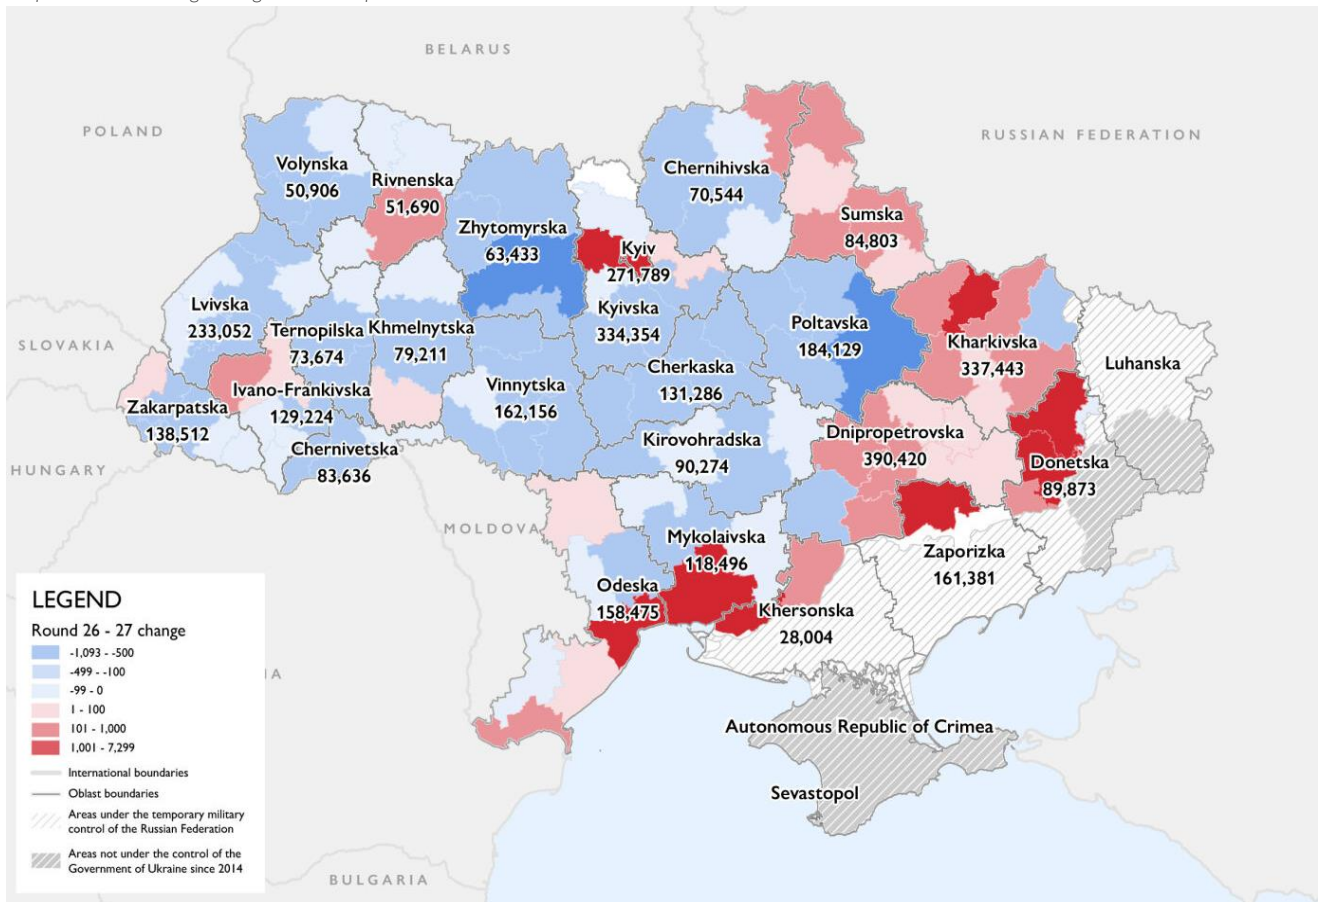 BELARUS
POLAND
RUSSIAN FEDERATION
Volynska
50,906
Rivnenska
51,690
Chernihivska
70,544
Zhytomyrska
63,433
Sumska
84,803
Kyiv
271,789
Lvivska
233,052
Ternopilska
73,674
Khmelnytska
79,211
Kyivska
334,354
Poltavska
184,129
Kharkivska
337,443
Luhanska
SLOVAKIA
Cherkaska
131,286
Vinnytska
162,156
Ivano-Frankivska
129,224
Zakarpatska
138,512
Chernivetska
83,636
HUNGARY
Kirovohradska
90,274
Dnipropetrovska
390,420
Donetska
89,873
MOLDOVA
Mykolaivska
118,496
Zaporizka
161,381
Odeska
158,475
Khersonska
28,004
Autonomous Republic of Crimea
Sevastopol
LEGEND
Round 26 - 27 change
-1,093 - -500
-499 - -100
-99 - 0
1 - 100
101 - 1,000
1,001 - 7,299
International boundaries
Oblast boundaries
Areas under the temporary military
control of the Russian Federation
Areas not under the control of the
Government of Ukraine since 2014
BULGARIA